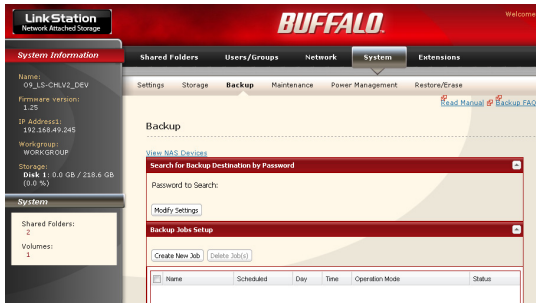 LinkStation
Network Attached Storage
BUFFALO
Welcome
System Information
Shared Folders Users/Groups Network System Extensions
Name:
09_LS-CHLV2_DEV
Settings Storage Backup Maintenance Power Management Restore/Erase
Firmware version:
1.25
Read Manual Backup FAQ
IP Address1:
192.168.49.245
Backup
Workgroup:
WORKGROUP
View NAS Devices
Storage:
Disk 1: 0.0 GB / 218.6 GB
(0.0 %)
Search for Backup Destination by Password
Password to Search:
System
Modify Settings
Shared Folders:
2
Backup Jobs Setup
Volumes:
1
Create New Job Delete Job(s)
Name Scheduled Day Time Operation Mode Status